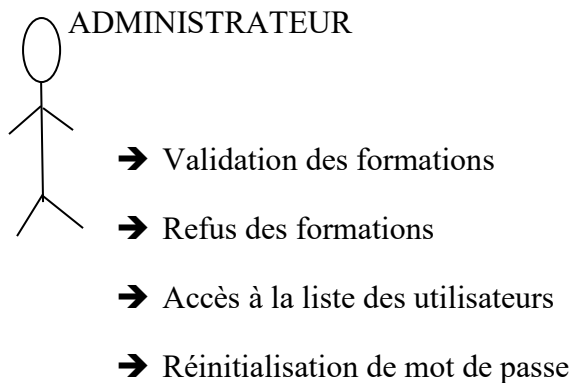 ADMINISTRATEUR
➔ Validation des formations
➔ Refus des formations
➔ Accès à la liste des utilisateurs
➔ Réinitialisation de mot de passe